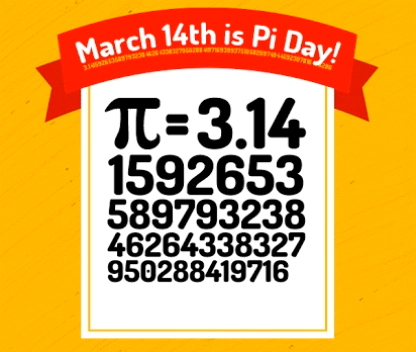 March 14th is Pi Day!
π=3.14
1592653
589793238
46264338327
950288419716